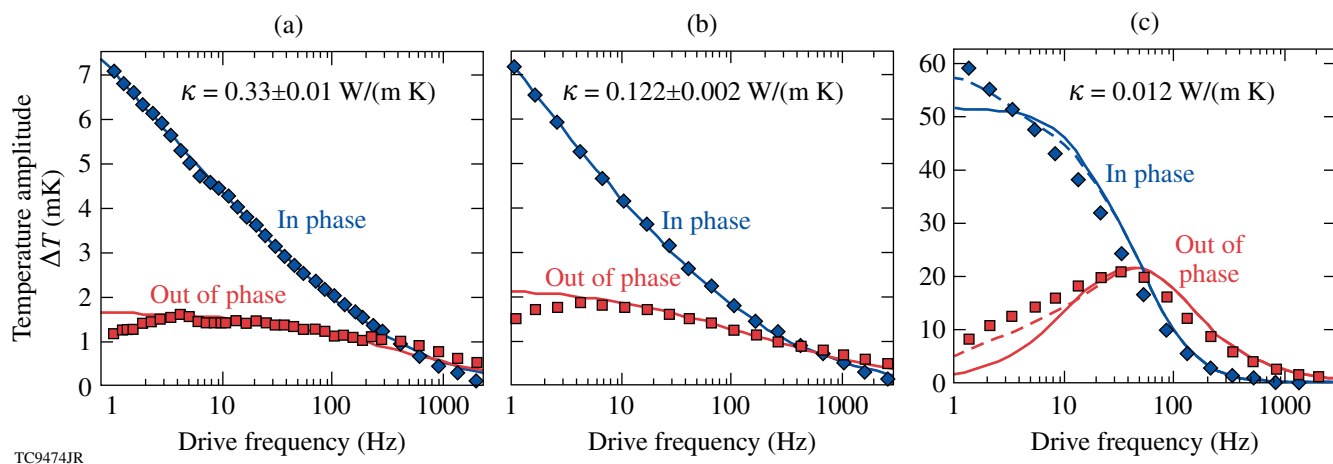 (a)
(b)
(c)
Temperature amplitude
ΔT (mK)
7
6
5
4
3
2
1
0
κ = 0.33±0.01 W/(m K)
In phase
Out of phase
1
10
100
1000
Drive frequency (Hz)
κ = 0.122±0.002 W/(m K)
In phase
Out of phase
1
10
100
1000
Drive frequency (Hz)
60
50
40
30
20
10
0
κ = 0.012 W/(m K)
In phase
Out of
phase
1
10
100
1000
Drive frequency (Hz)
TC9474JR